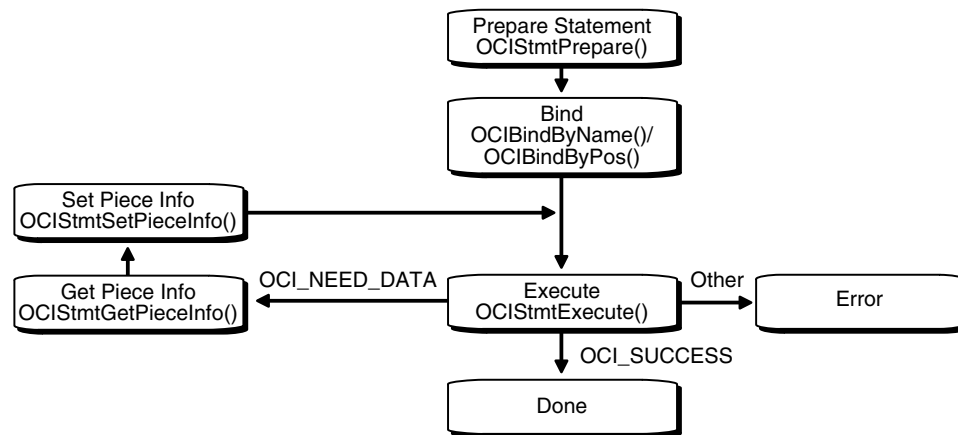 Prepare Statement
OCIStmtPrepare()
Bind
OCIBindByName()/
OCIBindByPos()
Set Piece Info
OCIStmtSetPieceInfo()
OCI_NEED_DATA
Get Piece Info
OCIStmtGetPieceInfo()
Execute
OCIStmtExecute()
Other
Error
OCI_SUCCESS
Done